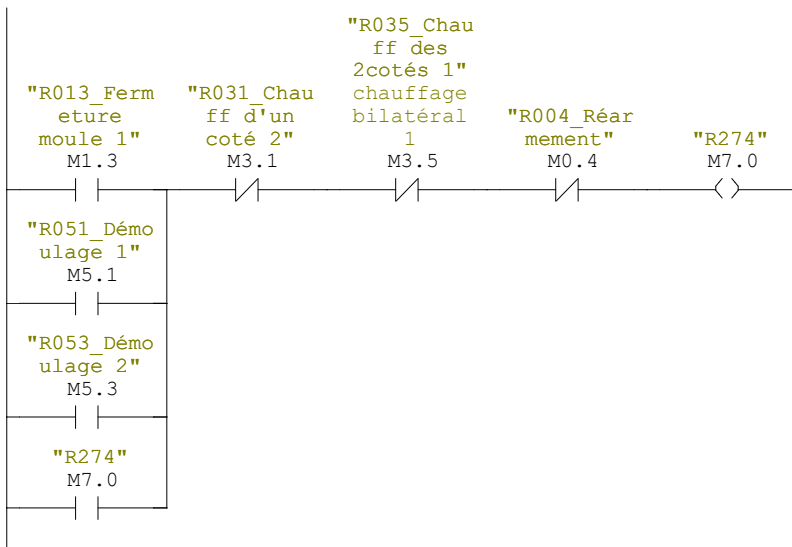 "R035_Chau
ff des
2cotés 1"
"R013_Ferm
eture
moule 1"
M1.3
"R031_Chau
ff d'un
coté 2"
M3.1
chauffage
bilatéral
1
M3.5
"R004_Réar
mement"
M0.4
"R274"
M7.0
"R051_Démo
ulage 1"
M5.1
"R053_Démo
ulage 2"
M5.3
"R274"
M7.0